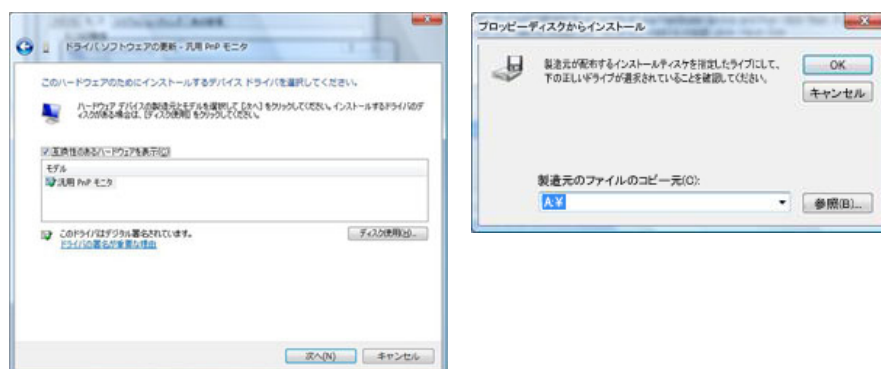 ドライバ ソフトウェアの更新 - 汎用 PnP モニタ
このハードウェアのためにインストールするデバイス ドライバを選択してください。
ハードウェア デバイスの製造元とモデルを選択して [次へ] をクリックしてください。インストールするドライバのデ
ィスクがある場合は、[ディスク使用] をクリックしてください。
互換性のあるハードウェアを表示(C)
モデル
汎用 PnP モニタ
このドライバはデジタル署名されています。
ドライバの署名が重要な理由
ディスク使用(H)...
次へ(N)
キャンセル
フロッピーディスクからインストール
製造元が配布するインストールディスクを指定したドライブにして、
下の正しいドライブが選択されていることを確認してください。
OK
キャンセル
製造元のファイルのコピー元(C):
A:¥
参照(B)...